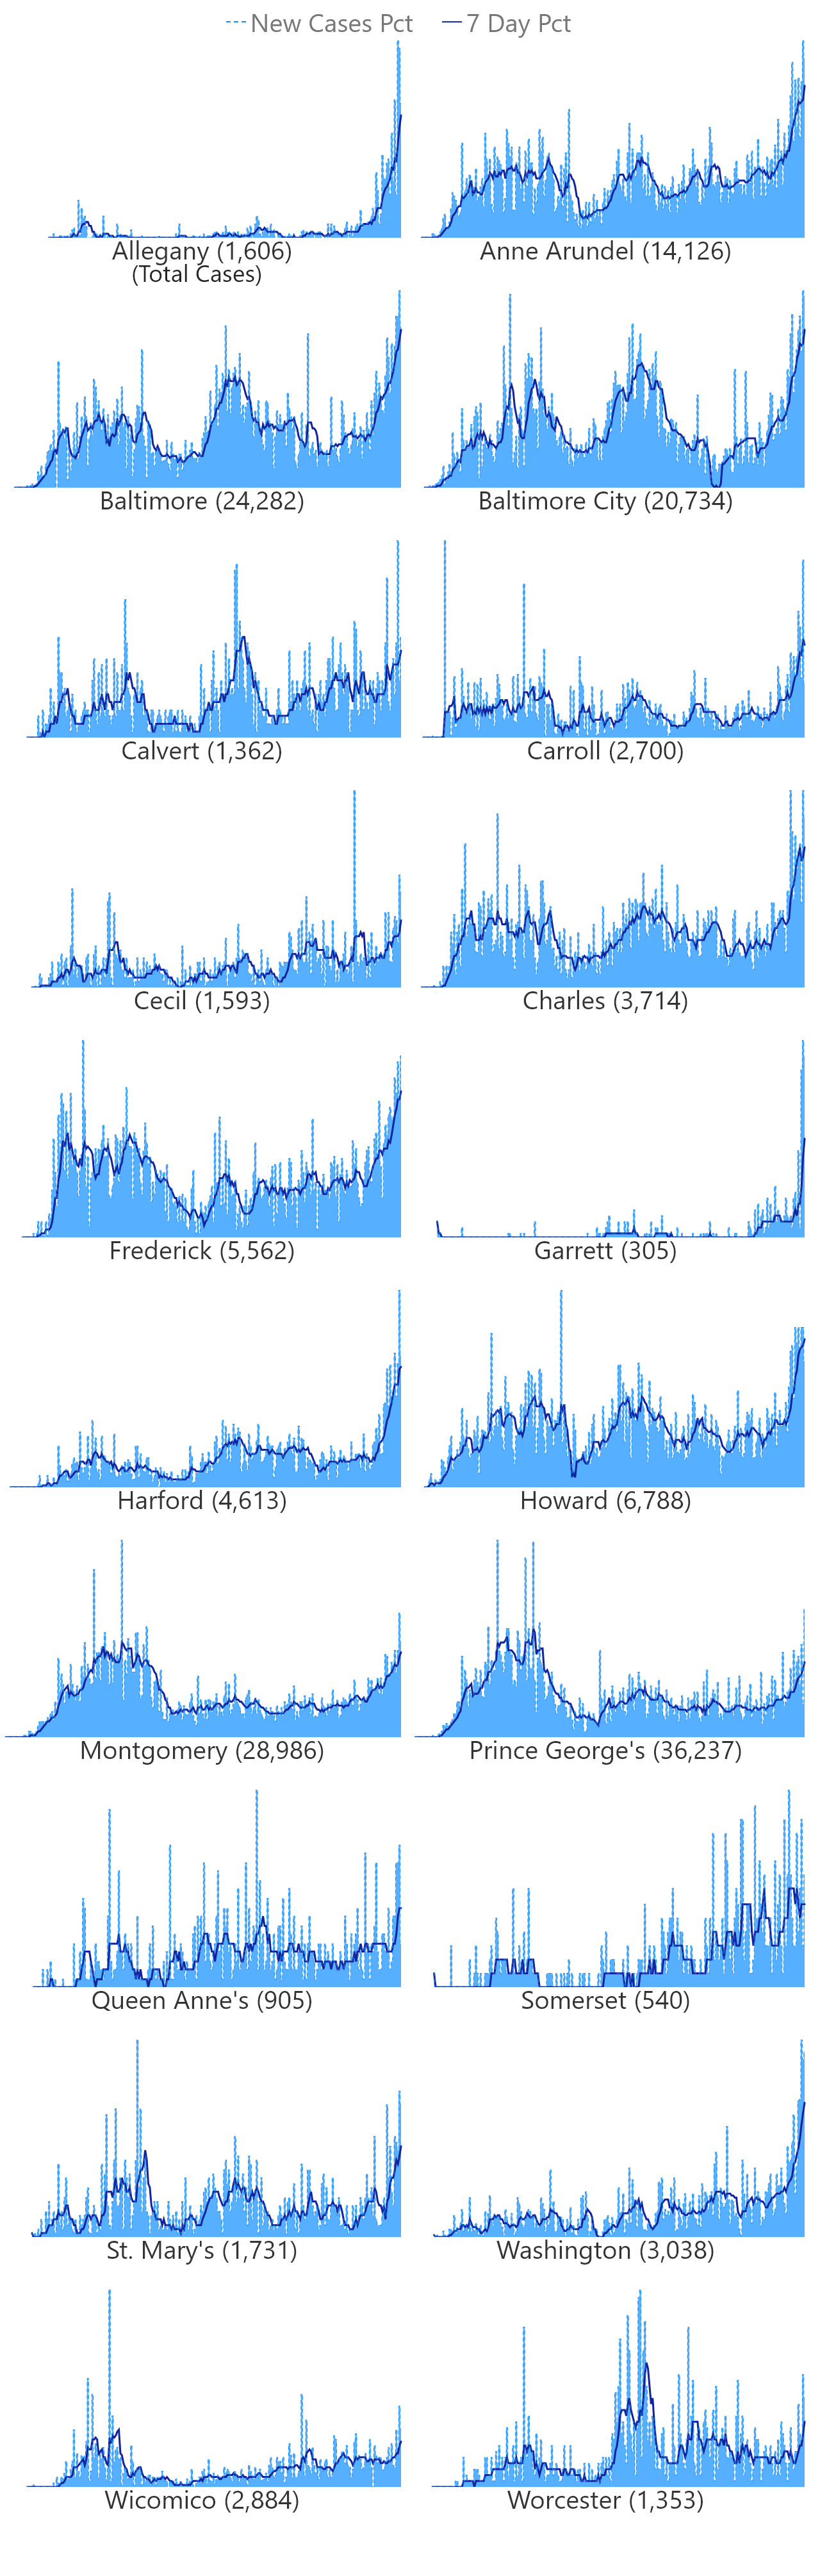 New Cases Pct 7 Day Pct
Allegany (1,606) Anne Arundel (14,126)
(Total Cases)
Baltimore (24,282) Baltimore City (20,734)
Calvert (1,362) Carroll (2,700)
Cecil (1,593) Charles (3,714)
Frederick (5,562) Garrett (305)
Harford (4,613) Howard (6,788)
Montgomery (28,986) Prince George's (36,237)
Queen Anne's (905) Somerset (540)
St. Mary's (1,731) Washington (3,038)
Wicomico (2,884) Worcester (1,353)